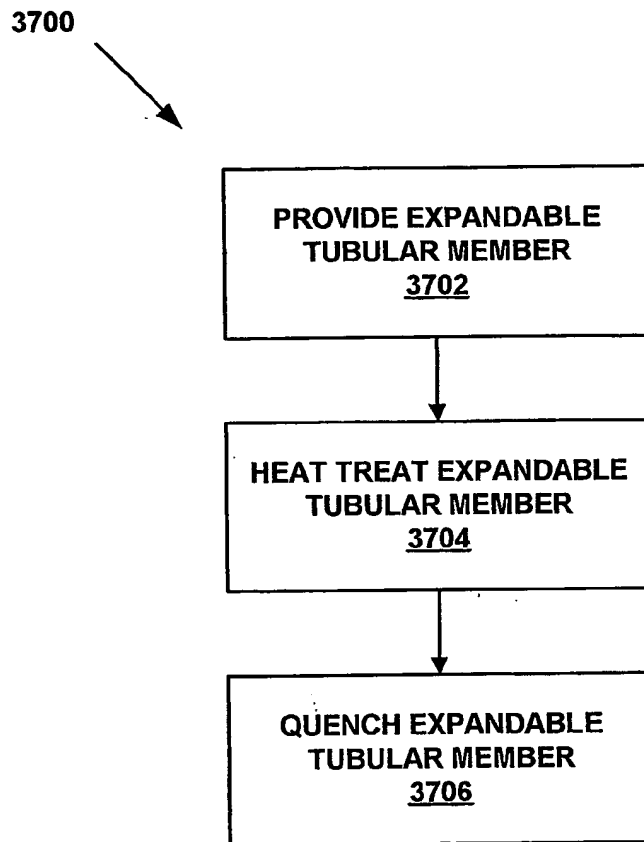 3700
PROVIDE EXPANDABLE
TUBULAR MEMBER
3702
HEAT TREAT EXPANDABLE
TUBULAR MEMBER
3704
QUENCH EXPANDABLE
TUBULAR MEMBER
3706